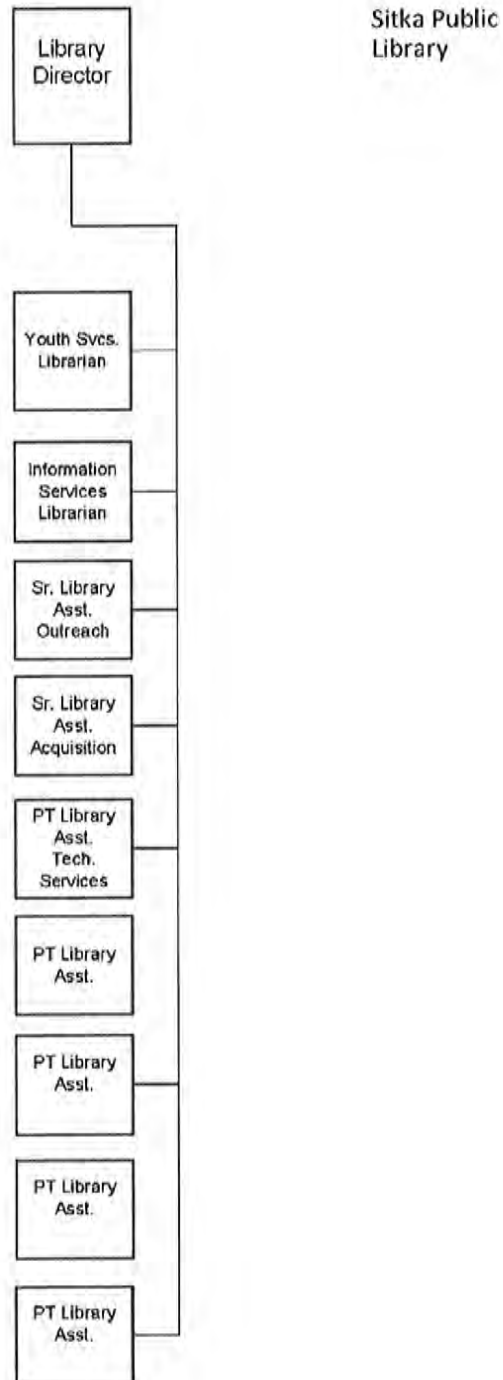 Sitka Public
Library
Library
Director
Youth Svcs.
Librarian
Information
Services
Librarian
Sr. Library
Asst.
Outreach
Sr. Library
Asst.
Acquisition
PT Library
Asst.
Tech.
Services
PT Library
Asst.
PT Library
Asst.
PT Library
Asst.
PT Library
Asst.